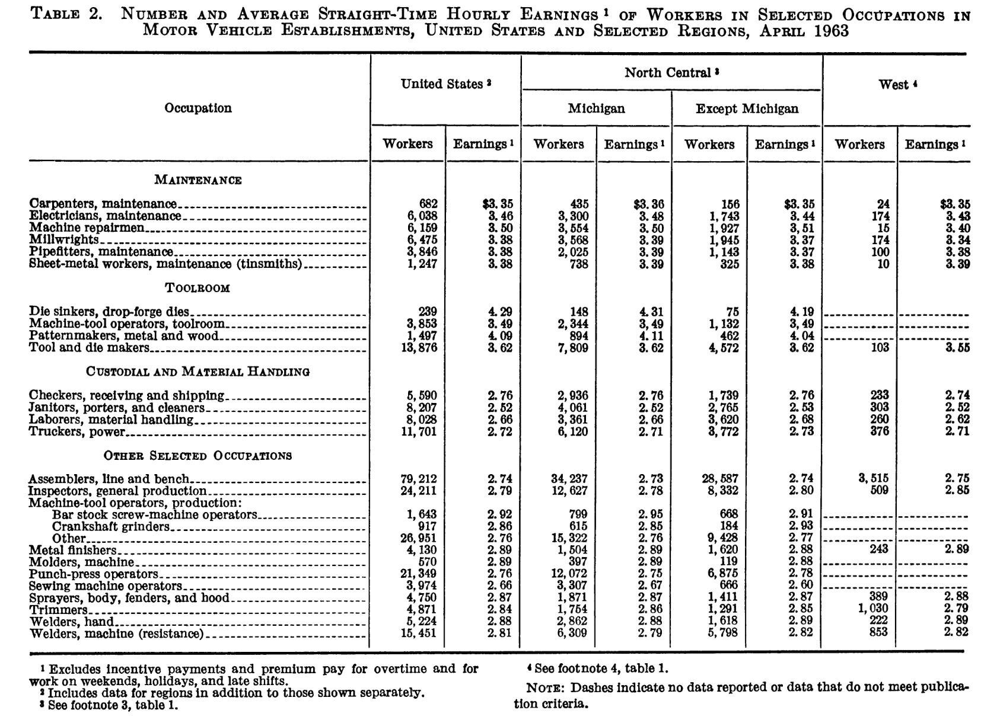 TABLE 2. NUMBER AND AVERAGE STRAIGHT-TIME HOURLY EARNINGS 1 OF WORKERS IN SELECTED OCCUPATIONS IN
MOTOR VEHICLE ESTABLISHMENTS, UNITED STATES AND SELECTED REGIONS, APRIL 1963
Occupation United States 2 North Central 3 West 4
Michigan Except Michigan
Workers Earnings 1 Workers Earnings 1 Workers Earnings 1 Workers Earnings 1
MAINTENANCE
Carpenters, maintenance 682 $3.35 435 $3.36 156 $3.35 24 $3.35
Electricians, maintenance 6,038 3.46 3,300 3.48 1,743 3.44 174 3.43
Machine repairmen 6,159 3.50 3,554 3.50 1,927 3,51 15 3.40
Millwrights 6,475 3.38 3,568 3.39 1,945 3.37 174 3.34
Pipefitters, maintenance 3,846 3.38 2,025 3.39 1,143 3.37 100 3.38
Sheet-metal workers, maintenance (tinsmiths) 1,247 3.38 738 3.39 325 3.38 10 3.39
TOOLROOM
Die sinkers, drop-forge dies 239 4.29 148 4.31 75 4.19
Machine-tool operators, toolroom 3,853 3.49 2,344 3,49 1,132 3,49
Patternmakers, metal and wood 1,497 4.09 894 4.11 462 4.04
Tool and die makers 13,876 3.62 7,809 3.62 4,572 3.62 103 3.55
CUSTODIAL AND MATERIAL HANDLING
Checkers, receiving and shipping 5,590 2.76 2,936 2.76 1,739 2.76 233 2.74
Janitors, porters, and cleaners 8,207 2.52 4,061 2.52 2,765 2.53 303 2.52
Laborers, material handling 8,028 2.66 3,361 2.66 3,620 2.68 260 2.62
Truckers, power 11,701 2.72 6,120 2.71 3,772 2.73 376 2.71
OTHER SELECTED OCCUPATIONS
Assemblers, line and bench 79,212 2.74 34,237 2.73 28,587 2.74 3,515 2.75
Inspectors, general production 24,211 2.79 12,627 2.78 8,332 2.80 509 2.85
Machine-tool operators, production:
Bar stock screw-machine operators 1,643 2.92 799 2.95 668 2.91
Crankshaft grinders 917 2.86 615 2.85 184 2.93
Other 26,951 2.76 15,322 2.76 9,428 2.77
Metal finishers 4,130 2.89 1,504 2.89 1,620 2.88 243 2.89
Molders, machine 570 2.89 397 2.89 119 2.88
Punch-press operators 21,349 2.76 12,072 2.75 6,875 2.78
Sewing machine operators 3,974 2.66 3,307 2.67 666 2.60
Sprayers, body, fenders, and hood 4,750 2.87 1,871 2.87 1,411 2.87 389 2.88
Trimmers 4,871 2.84 1,754 2.86 1,291 2.85 1,030 2.79
Welders, hand 5,224 2.88 2,862 2.88 1,618 2.89 222 2.89
Welders, machine (resistance) 15,451 2.81 6,309 2.79 5,798 2.82 853 2.82
1 Excludes incentive payments and premium pay for overtime and for
work on weekends, holidays, and late shifts.
2 Includes data for regions in addition to those shown separately.
3 See footnote 3, table 1.
4 See footnote 4, table 1.
NOTE: Dashes indicate no data reported or data that do not meet publica-
tion criteria.